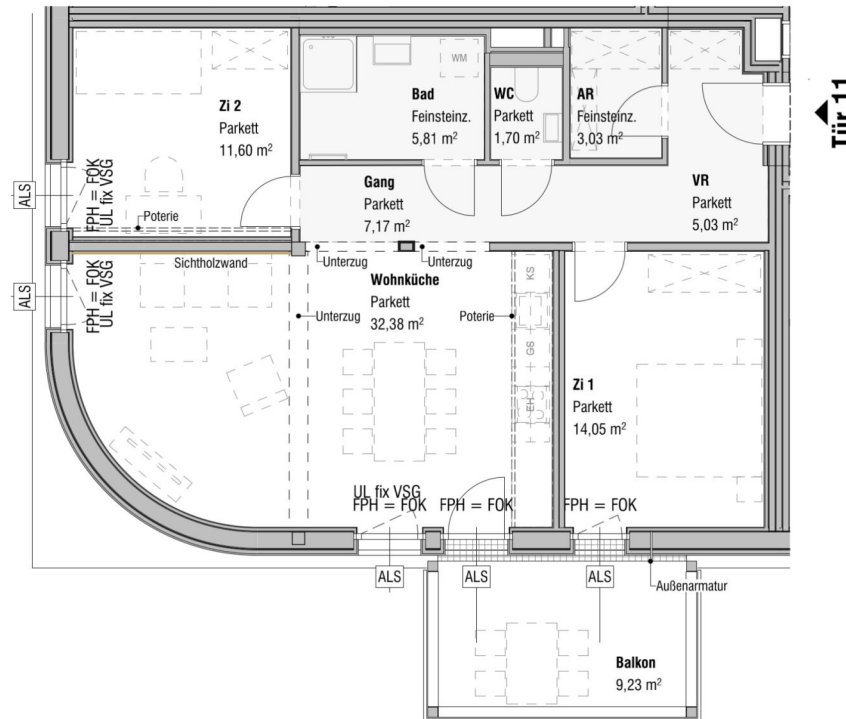 Zi 2
Parkett
11,60 m²
Bad
Feinsteinz.
5,81 m²
WM
WC
Parkett
1,70 m²
AR
Feinsteinz.
3,03 m²
Tür 11
Gang
Parkett
7,17 m²
VR
Parkett
5,03 m²
ALS
FPH = FOK
UL fix VSG
Poterie
Sichtholzwand
Unterzug
Unterzug
ALS
FPH = FOK
UL fix VSG
Wohnküche
Parkett
32,38 m²
Unterzug
Poterie
KS
GS
EH
Zi 1
Parkett
14,05 m²
UL fix VSG
FPH = FOK
FPH = FOK
FPH = FOK
ALS
ALS
ALS
Außenarmatur
Balkon
9,23 m²